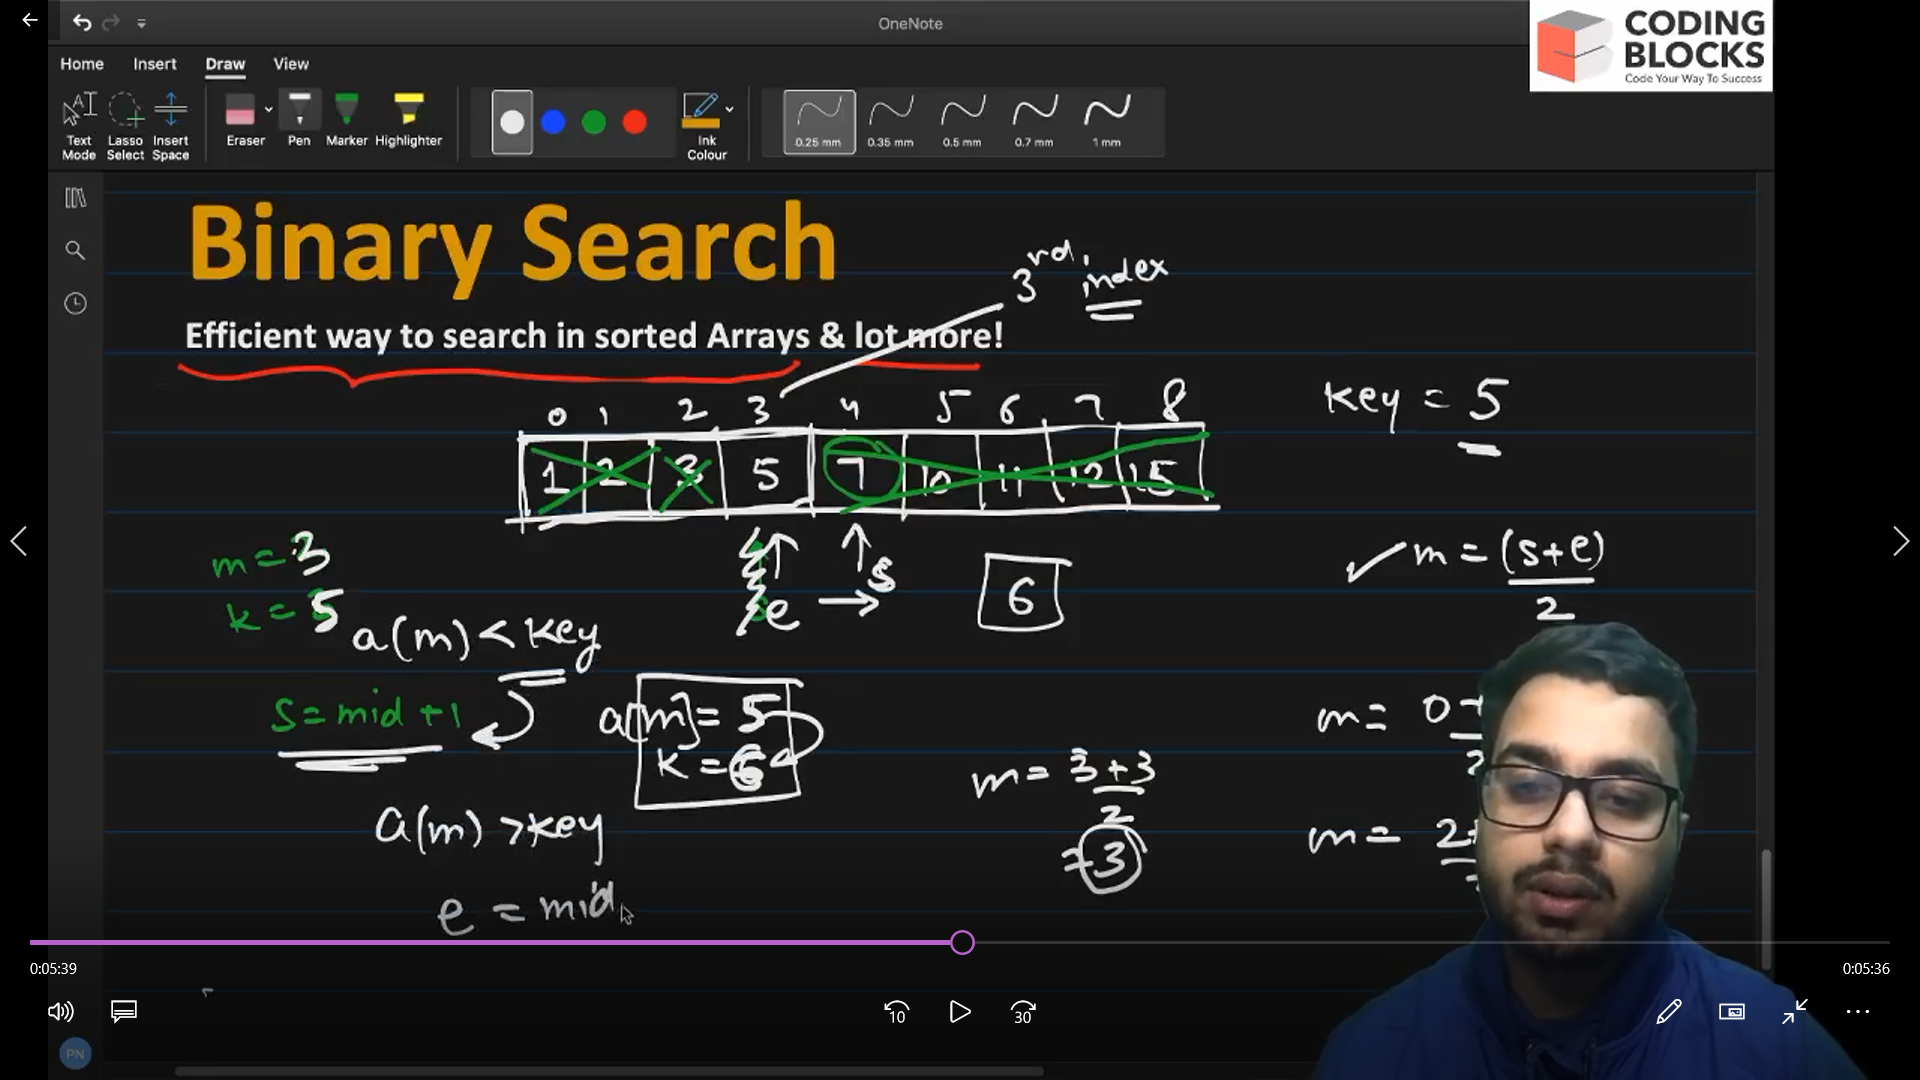 OneNote
CODING
BLOCKS
Code Your Way To Success
Home Insert Draw View
Text Mode
Lasso Select
Insert Space
Eraser
Pen
Marker
Highlighter
Ink Colour
0.25 mm
0.35 mm
0.5 mm
0.7 mm
1 mm
Binary Search
3rd index
Efficient way to search in sorted Arrays & lot more!
0 1 2 3 4 5 6 7 8
1 2 3 5 7 10 11 12 15
key = 5
m = 3
k = 5
e → s
6
m = (s+e)
2
a(m) < key
s = mid + 1
a[m] = 5
k = 6
m = 3+3
2
= 3
m = 0+
2
m = 2+
a(m) > key
e = mid
0:05:39
0:05:36
10
30
PN